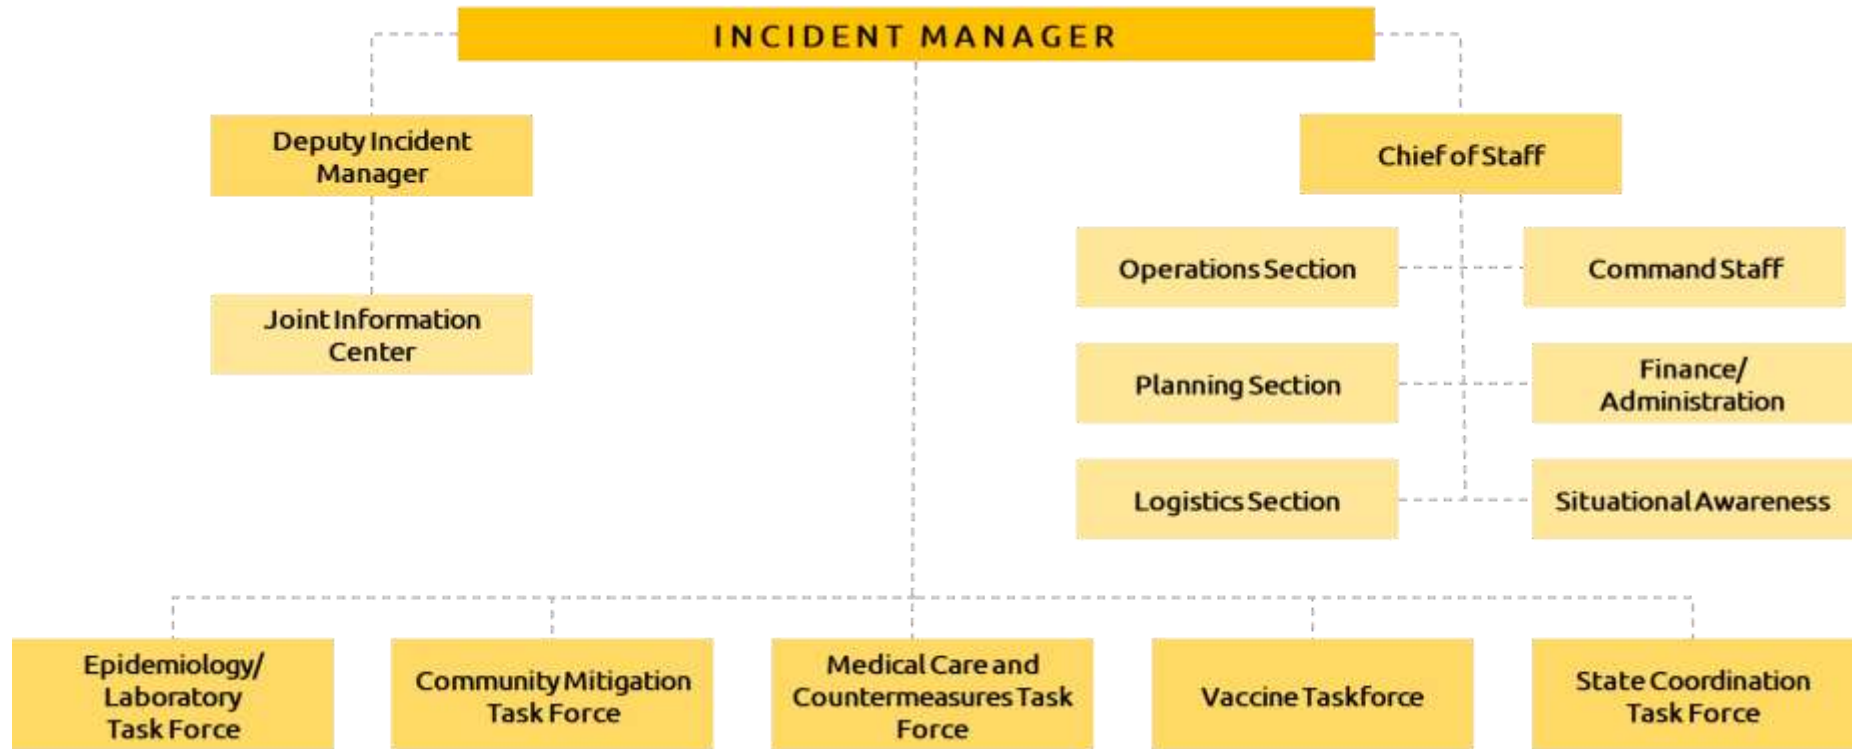 INCIDENT MANAGER
Deputy Incident
Manager
Chief of Staff
Operations Section
Command Staff
Joint Information
Center
Planning Section
Finance/
Administration
Logistics Section
Situational Awareness
Epidemiology/
Laboratory
Task Force
Community Mitigation
Task Force
Medical Care and
Countermeasures Task
Force
Vaccine Taskforce
State Coordination
Task Force